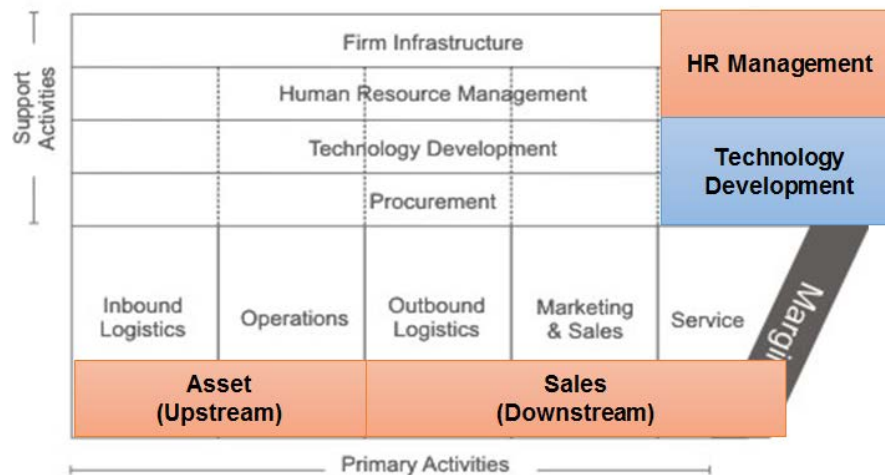 Support
Activities
Firm Infrastructure
Human Resource Management
Technology Development
Procurement
HR Management
Technology
Development
Inbound
Logistics
Operations
Outbound
Logistics
Marketing
& Sales
Service
Asset
(Upstream)
Sales
(Downstream)
Primary Activities